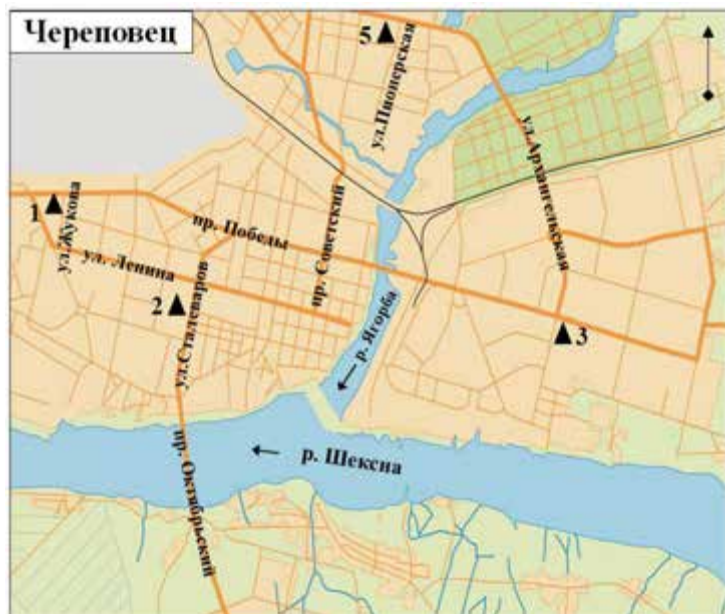 Череповец
5
ул.Пионерская
ул.Архангельская
1
ул.Жукова
пр. Победы
пр. Советский
ул. Ленина
2
ул.Сталеваров
р. Ягорба
3
р. Шексна
пр. Октябрьский